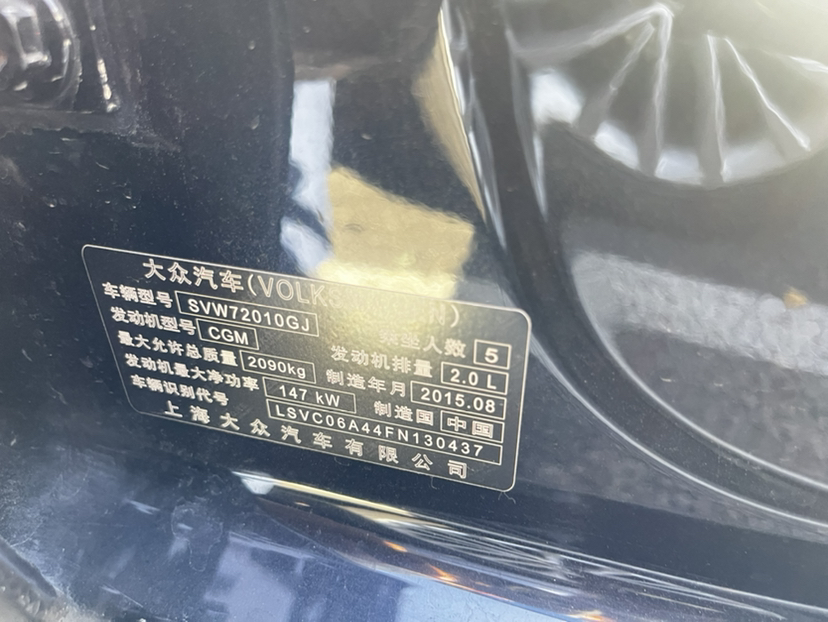 大众汽车(VOLKSWAGEN)
车辆型号 SVW72010GJ 乘坐人数 5
发动机型号 CGM 发动机排量 2.0 L
最大允许总质量 2090kg 制造年月 2015.08
发动机最大净功率 147 kW 制造国 中国
车辆识别代号 LSVC06A44FN130437
上海大众汽车有限公司